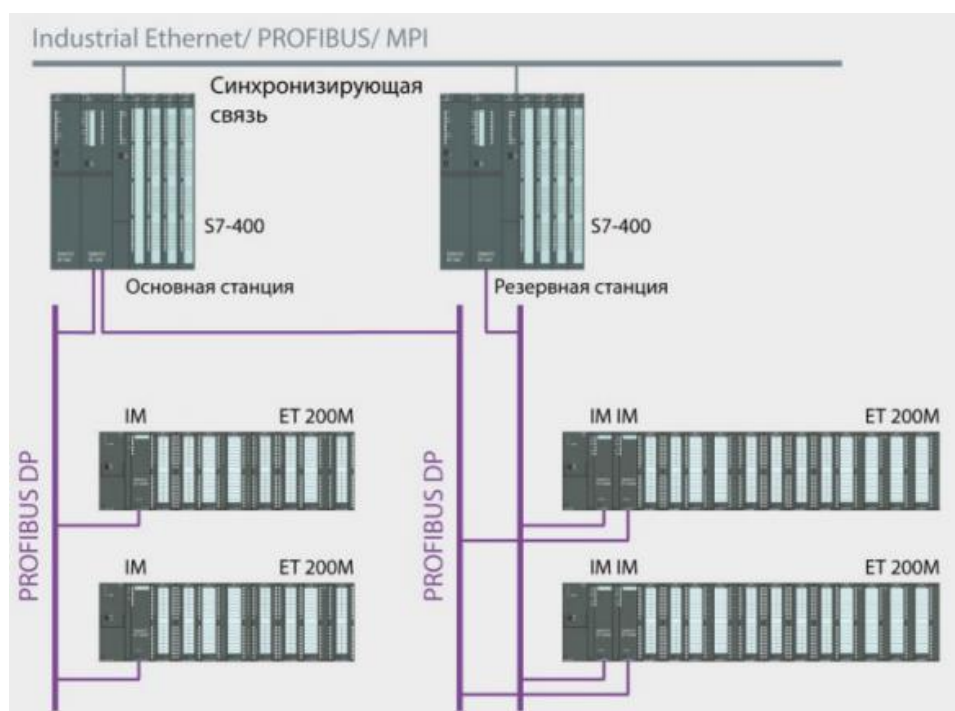 Industrial Ethernet/ PROFIBUS/ MPI
Синхронизирующая
связь
S7-400
S7-400
Основная станция
Резервная станция
IM
ET 200M
IM IM
ET 200M
PROFIBUS DP
PROFIBUS DP
IM
ET 200M
IM IM
ET 200M